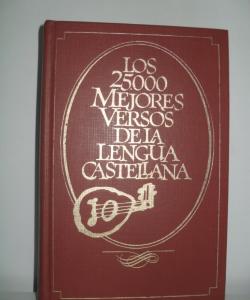 LOS
25.000
MEJORES
VERSOS
DE LA
LENGUA
CASTELLANA